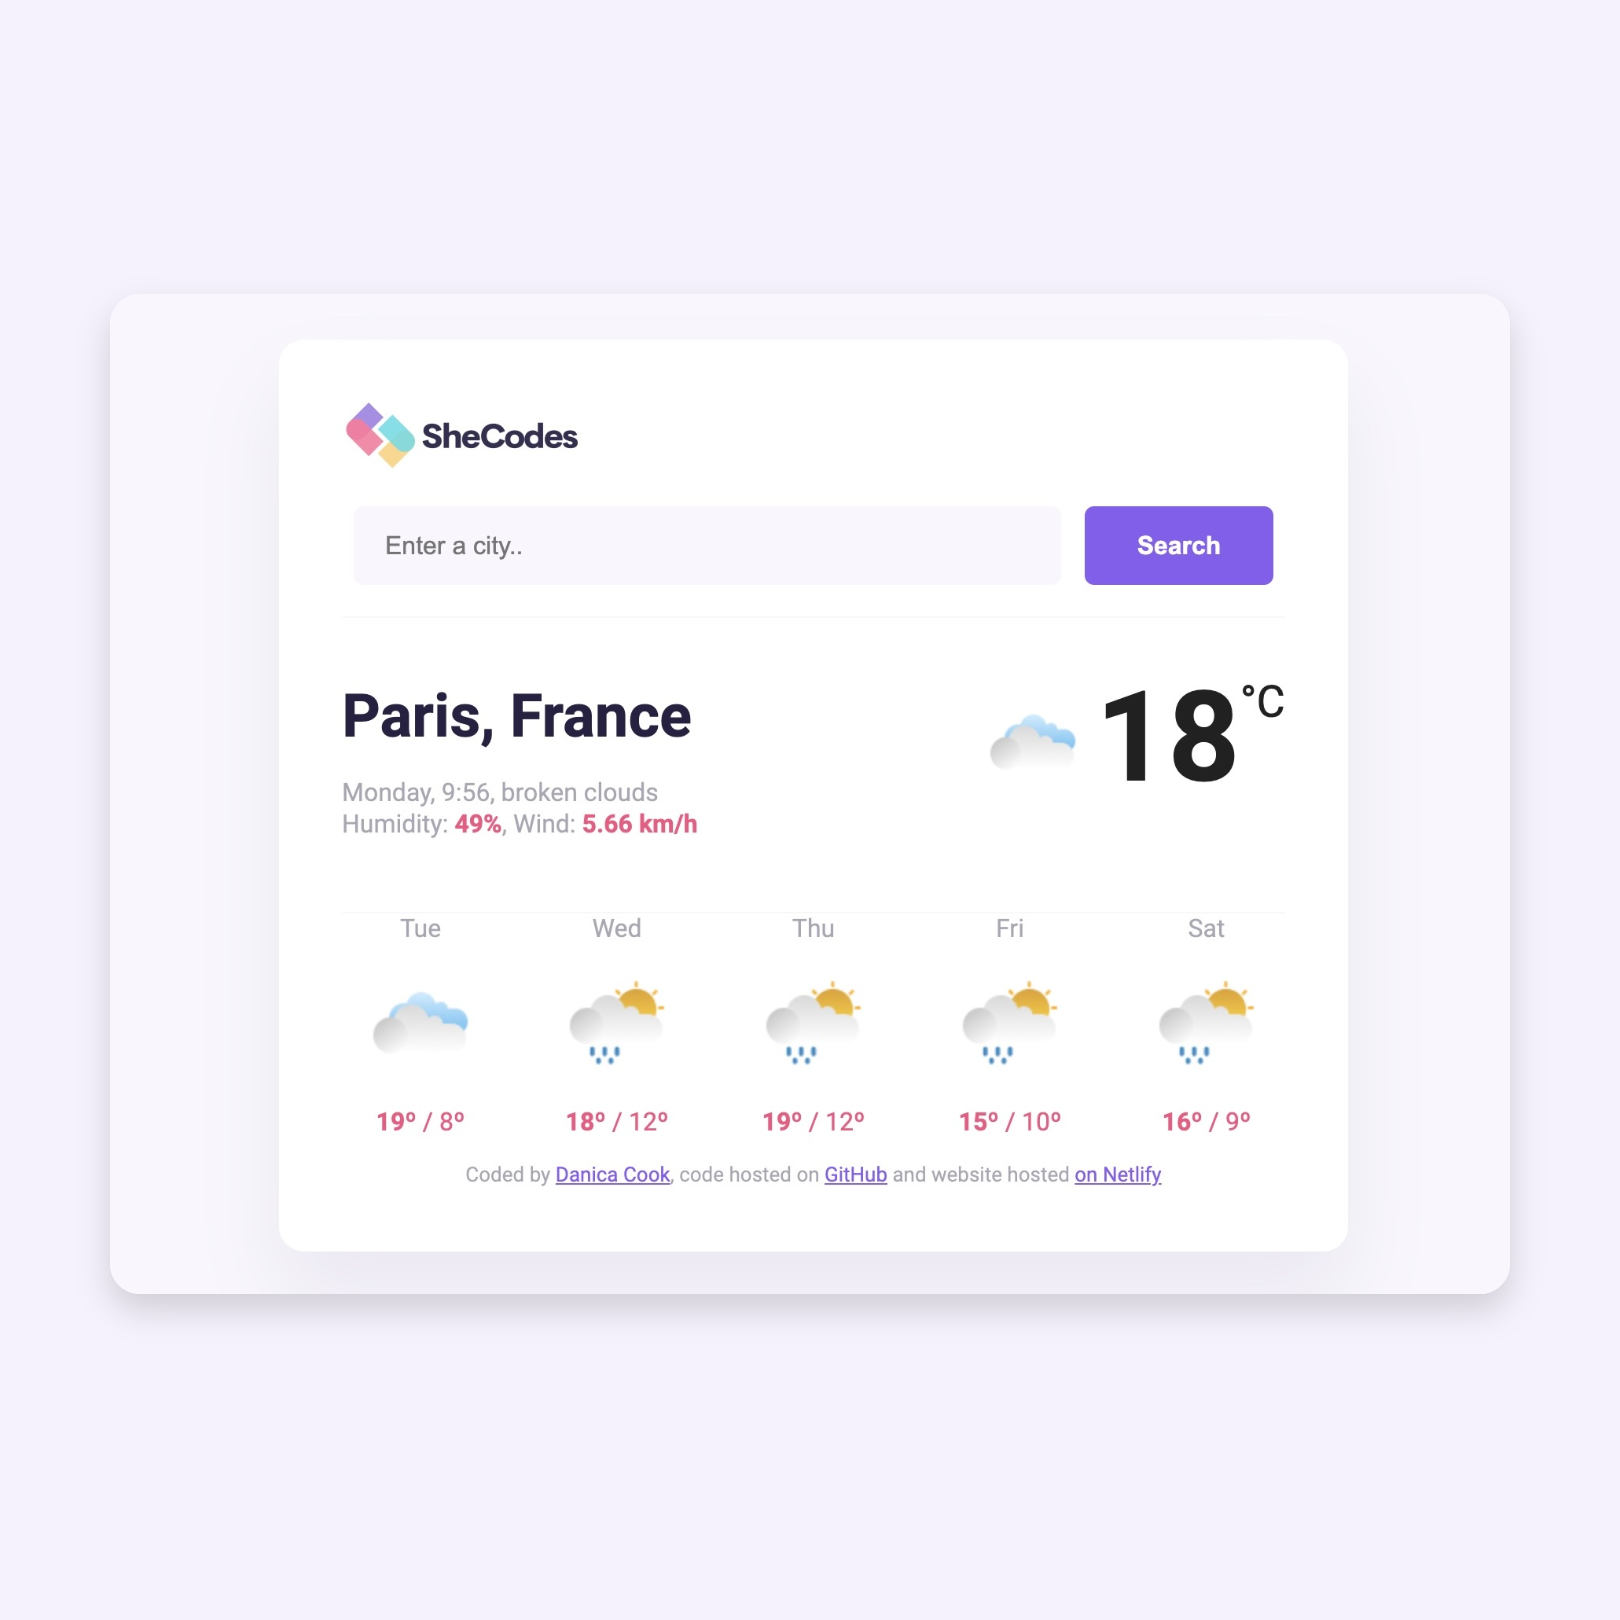 SheCodes
Enter a city..
Search
Paris, France
18°C
Monday, 9:56, broken clouds
Humidity: 49%, Wind: 5.66 km/h
Tue Wed Thu Fri Sat
19º / 8º 18º / 12º 19º / 12º 15º / 10º 16º / 9º
Coded by Danica Cook, code hosted on GitHub and website hosted on Netlify